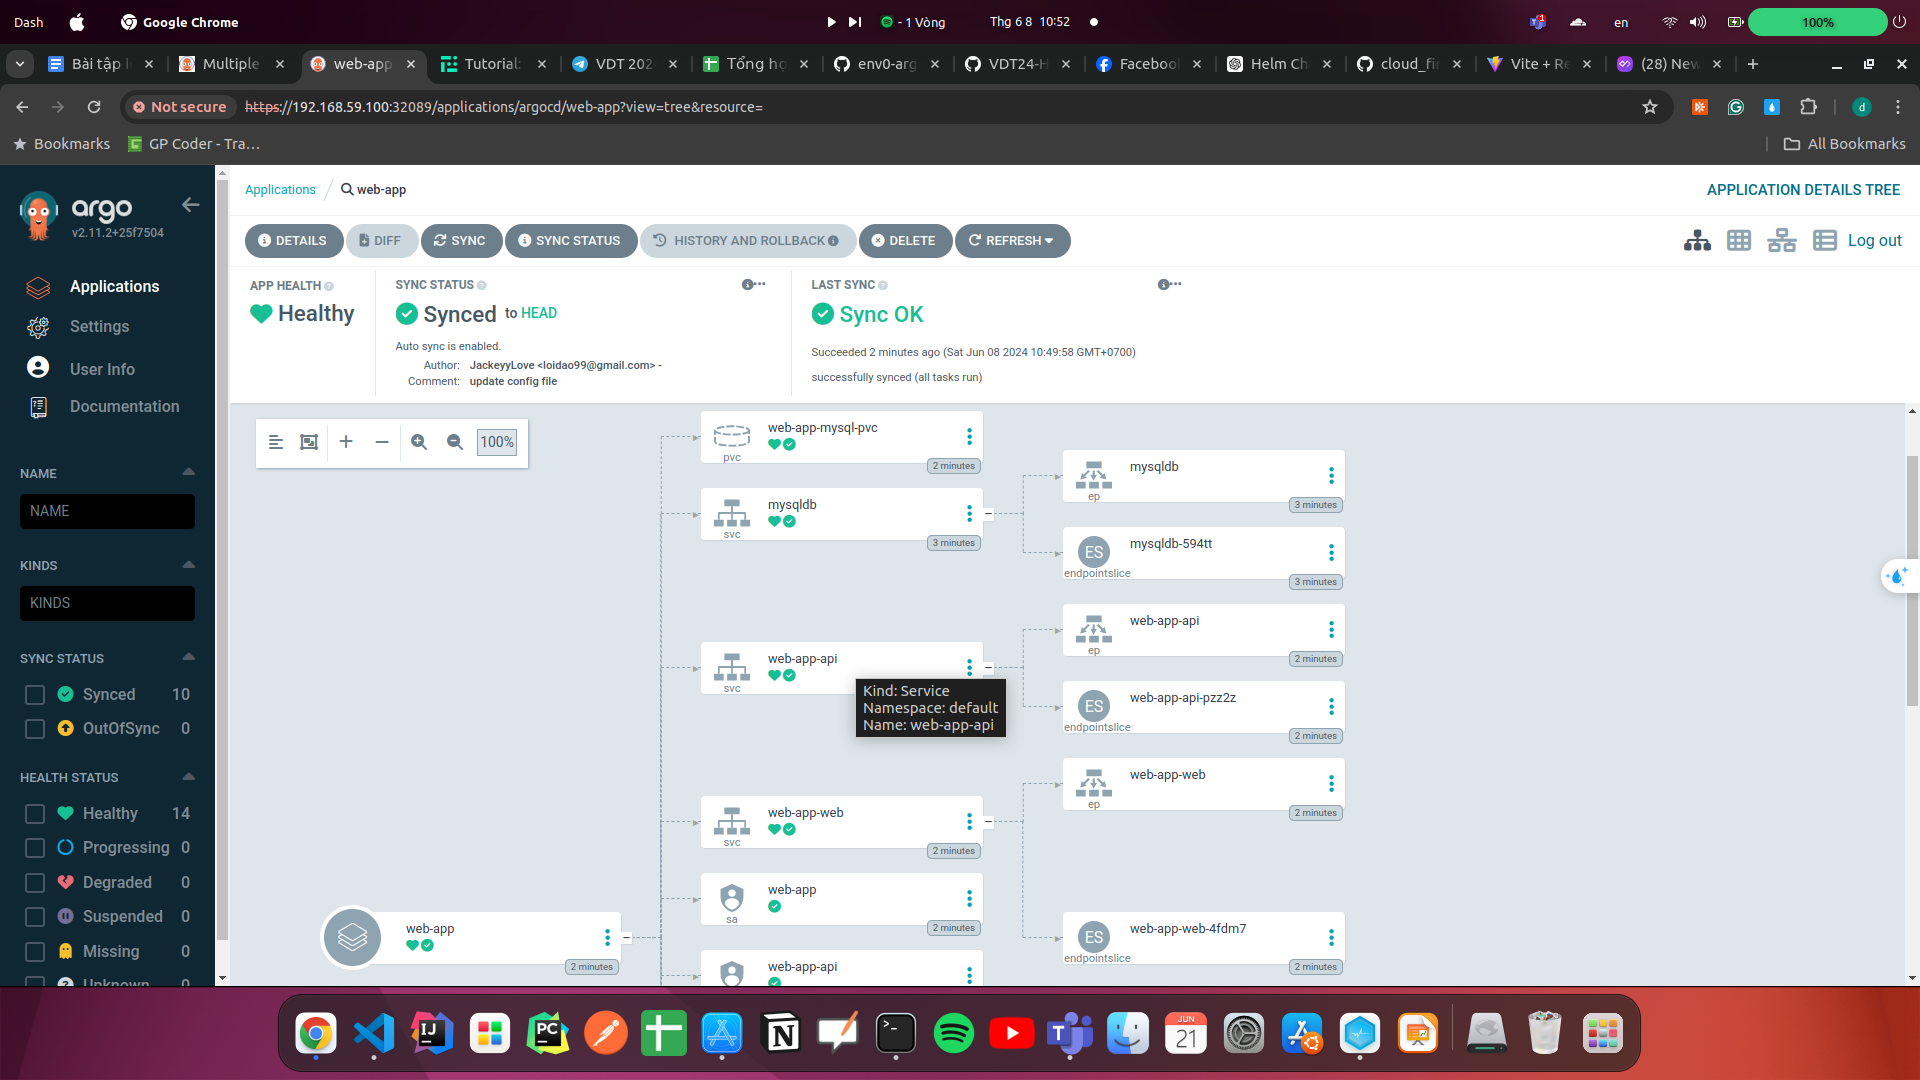 Dash
Google Chrome
- 1 Vòng
Thg 6 8 10:52
en
100%
Bài tập l
Multiple
web-app
Tutorial:
VDT 202
Tổng hợ
env0-arg
VDT24-H
Facebook
Helm Ch
cloud_fir
Vite + Re
(28) New
Not secure
https://192.168.59.100:32089/applications/argocd/web-app?view=tree&resource=
d
Bookmarks
GP Coder - Tra…
All Bookmarks
argo
v2.11.2+25f7504
Applications
Settings
User Info
Documentation
NAME
NAME
KINDS
KINDS
SYNC STATUS
Synced 10
OutOfSync 0
HEALTH STATUS
Healthy 14
Progressing 0
Degraded 0
Suspended 0
Missing 0
Unknown 0
Applications / web-app
APPLICATION DETAILS TREE
DETAILS
DIFF
SYNC
SYNC STATUS
HISTORY AND ROLLBACK
DELETE
REFRESH
Log out
APP HEALTH
Healthy
SYNC STATUS
Synced to HEAD
Auto sync is enabled.
Author: JackeyyLove <loidao99@gmail.com> -
Comment: update config file
LAST SYNC
Sync OK
Succeeded 2 minutes ago (Sat Jun 08 2024 10:49:58 GMT+0700)
successfully synced (all tasks run)
100%
web-app-mysql-pvc
pvc
2 minutes
mysqldb
svc
3 minutes
mysqldb
ep
3 minutes
mysqldb-594tt
ES
endpointslice
3 minutes
web-app-api
svc
Kind: Service
Namespace: default
Name: web-app-api
web-app-api
ep
2 minutes
web-app-api-pzz2z
ES
endpointslice
2 minutes
web-app-web
svc
2 minutes
web-app-web
ep
2 minutes
web-app
sa
2 minutes
web-app
2 minutes
web-app-web-4fdm7
ES
endpointslice
2 minutes
web-app-api
IJ
PC
N
T
JUN
21